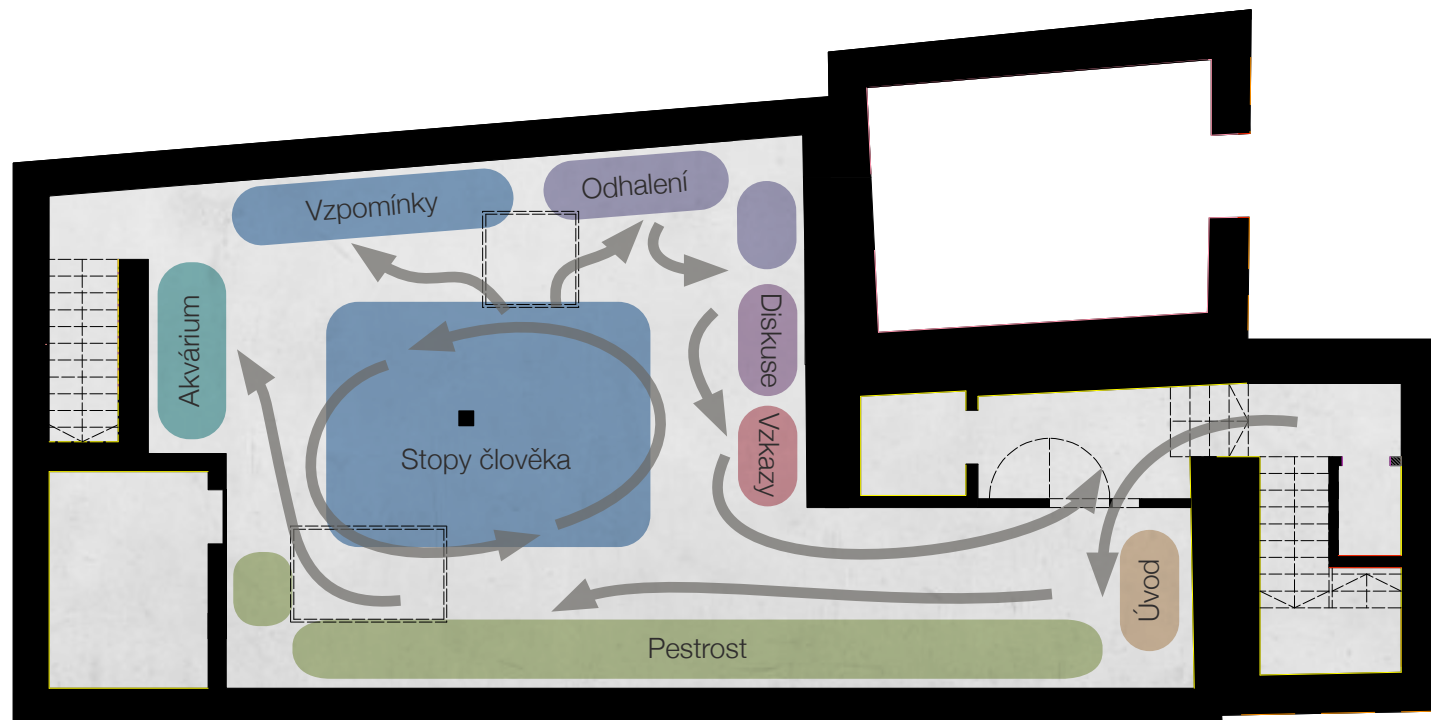 Vzpomínky
Odhalení
Akvárium
Diskuse
Stopy člověka
Vzkazy
Úvod
Pestrost